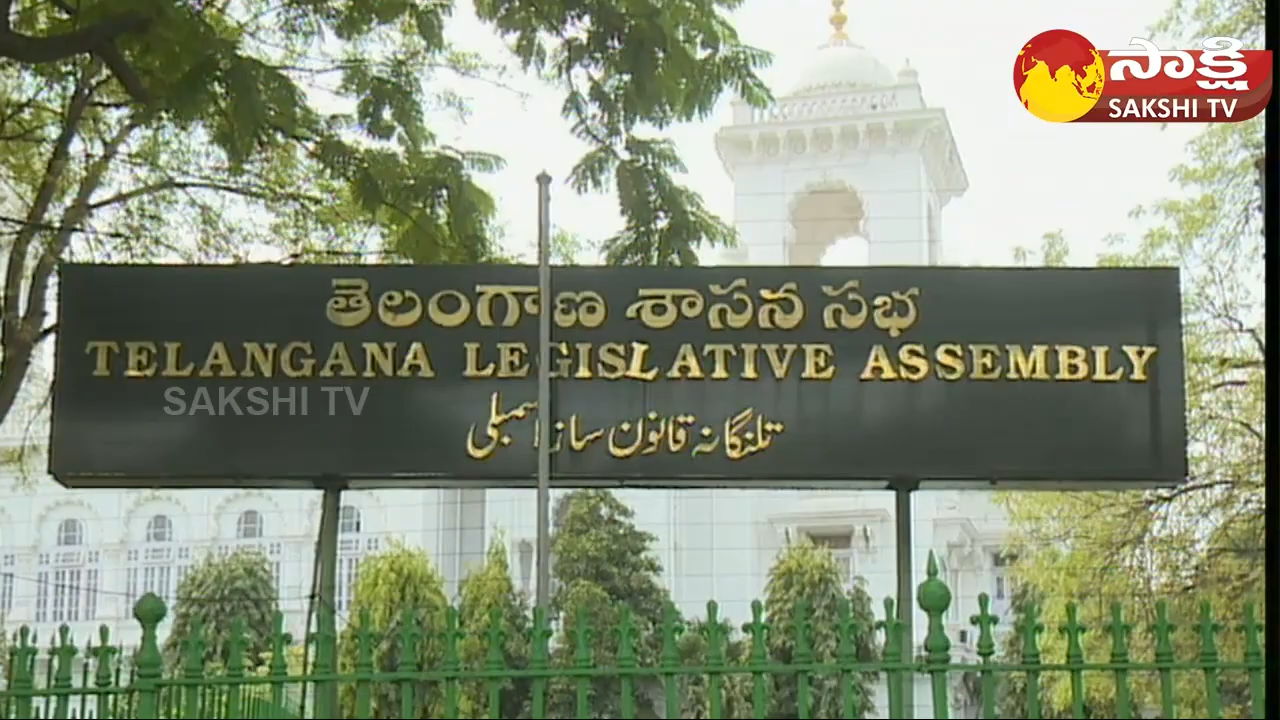 సాక్షి
SAKSHI TV
తెలంగాణ శాసన సభ
TELANGANA LEGISLATIVE ASSEMBLY
SAKSHI TV
تلنگانہ قانون ساز اسمبلی